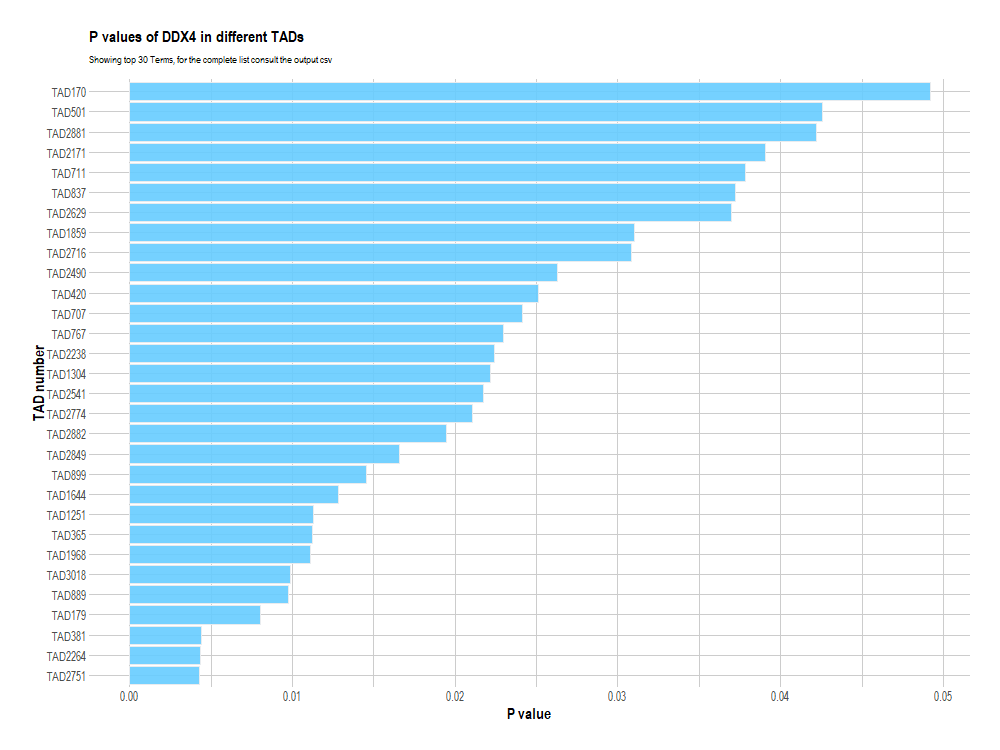 P values of DDX4 in different TADs
Showing top 30 Terms, for the complete list consult the output csv
TAD170
TAD501
TAD2881
TAD2171
TAD711
TAD837
TAD2629
TAD1859
TAD2716
TAD2490
TAD420
TAD707
TAD767
TAD2238
TAD1304
TAD2541
TAD2774
TAD2882
TAD2849
TAD899
TAD1644
TAD1251
TAD365
TAD1968
TAD3018
TAD889
TAD179
TAD381
TAD2264
TAD2751
TAD number
0.00 0.01 0.02 0.03 0.04 0.05
P value